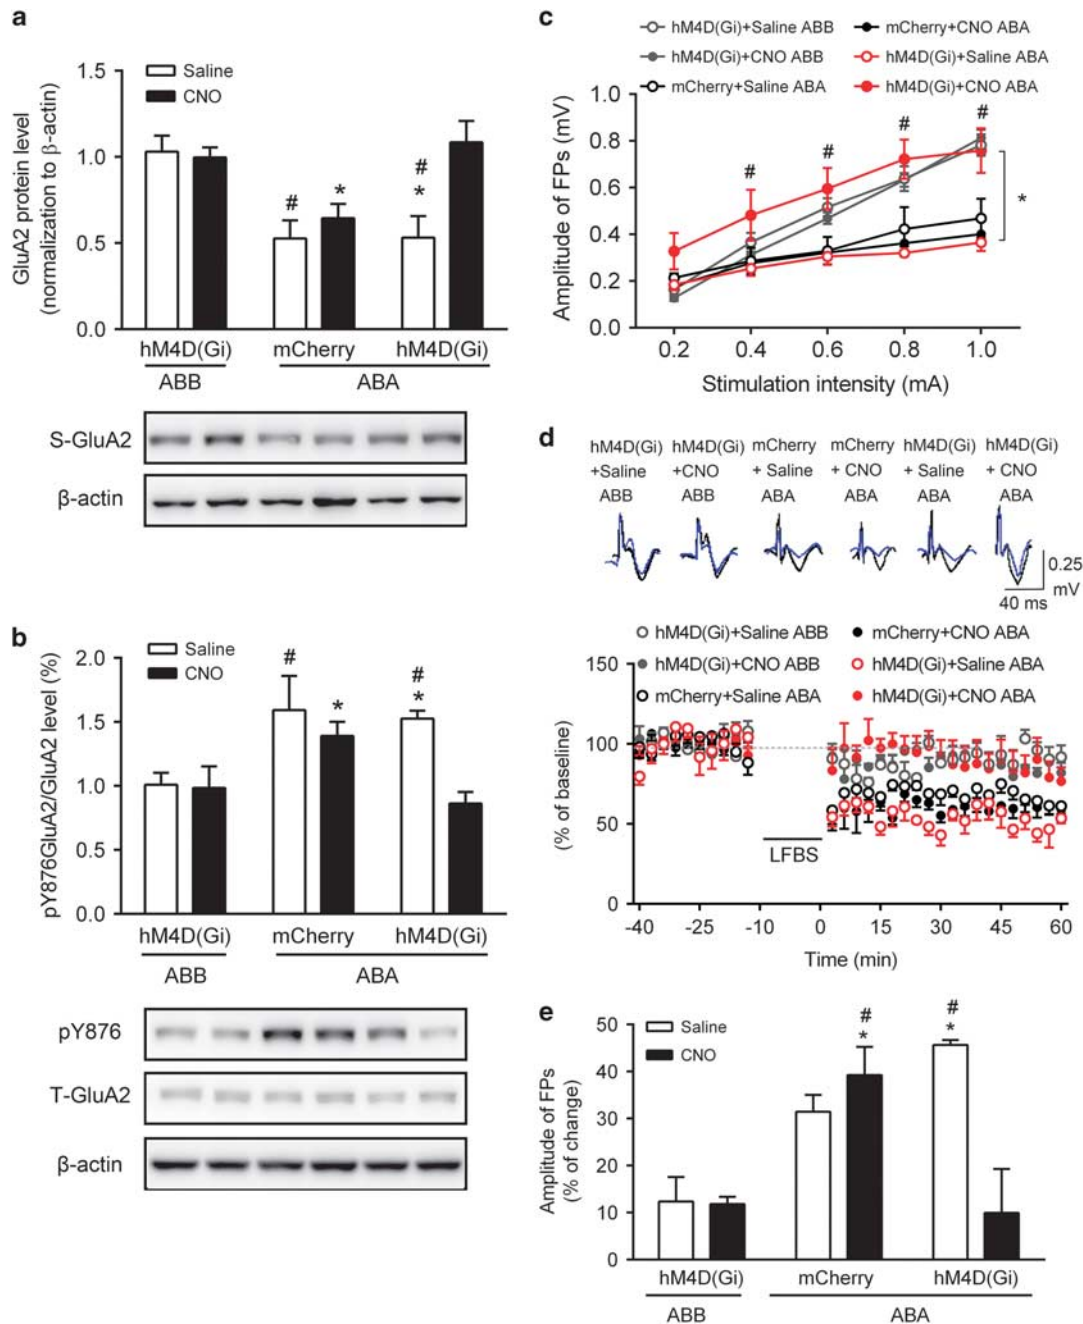 a
GluA2 protein level
(normalization to β-actin)
1.5
1.0
0.5
0.0
Saline
CNO
#
*
#
*
hM4D(Gi)
mCherry
hM4D(Gi)
ABB
ABA
S-GluA2
β-actin
b
pY876GluA2/GluA2 level (%)
2.0
1.5
1.0
0.5
0.0
Saline
CNO
#
*
#
*
hM4D(Gi)
mCherry
hM4D(Gi)
ABB
ABA
pY876
T-GluA2
β-actin
c
hM4D(Gi)+Saline ABB
hM4D(Gi)+CNO ABB
mCherry+Saline ABA
mCherry+CNO ABA
hM4D(Gi)+Saline ABA
hM4D(Gi)+CNO ABA
Amplitude of FPs (mV)
1.0
0.8
0.6
0.4
0.2
0.0
#
#
#
#
*
0.2
0.4
0.6
0.8
1.0
Stimulation intensity (mA)
d
hM4D(Gi)
+Saline
ABB
hM4D(Gi)
+CNO
ABB
mCherry
+ Saline
ABA
mCherry
+ CNO
ABA
hM4D(Gi)
+ Saline
ABA
hM4D(Gi)
+ CNO
ABA
0.25
mV
40 ms
hM4D(Gi)+Saline ABB
hM4D(Gi)+CNO ABB
mCherry+Saline ABA
mCherry+CNO ABA
hM4D(Gi)+Saline ABA
hM4D(Gi)+CNO ABA
(% of baseline)
150
100
50
0
LFBS
-40
-25
-15
0
15
30
45
60
Time (min)
e
Amplitude of FPs
(% of change)
50
40
30
20
10
0
Saline
CNO
#
*
#
*
hM4D(Gi)
mCherry
hM4D(Gi)
ABB
ABA